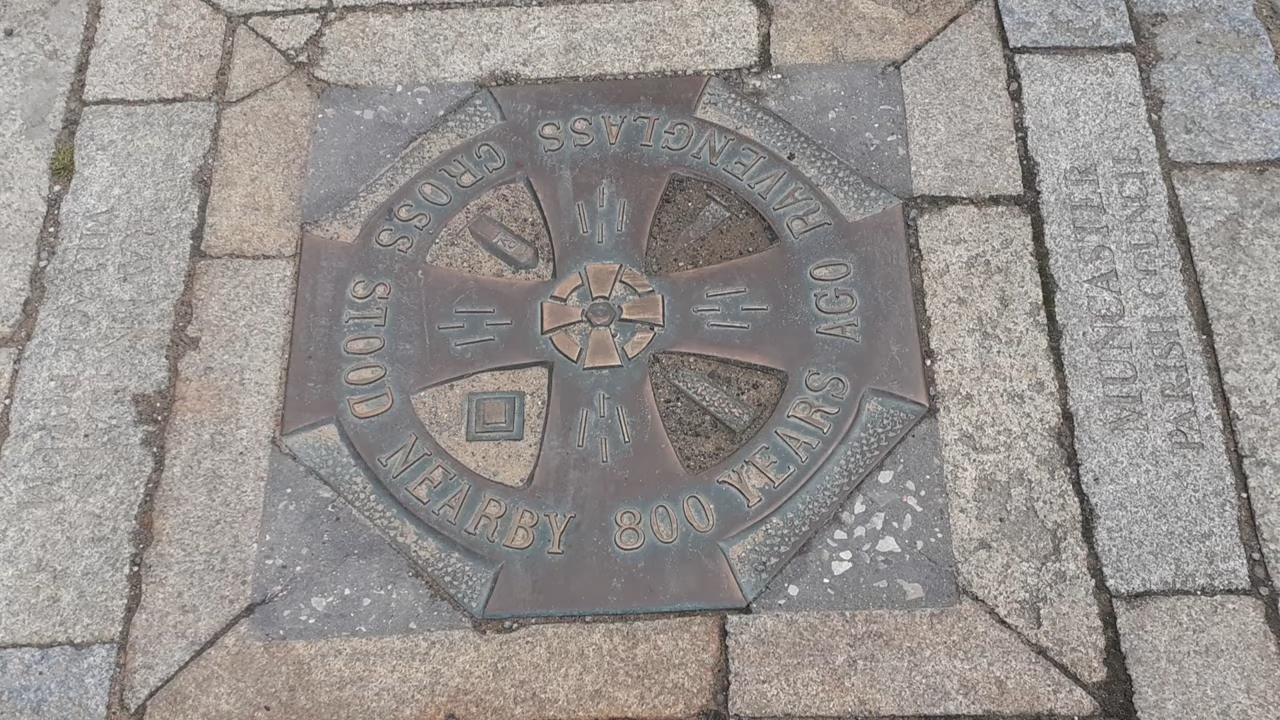 RAVENGLASS CROSS STOOD NEARBY 800 YEARS AGO
MUNCASTER
PARISH COUNCIL